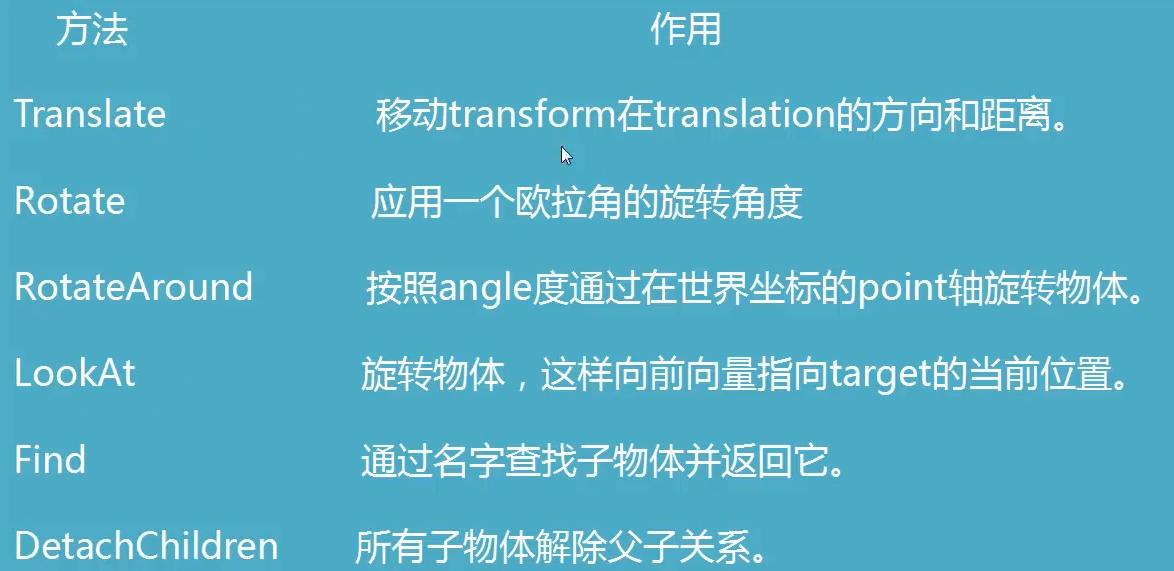 方法 作用
Translate 移动transform在translation的方向和距离。
Rotate 应用一个欧拉角的旋转角度
RotateAround 按照angle度通过在世界坐标的point轴旋转物体。
LookAt 旋转物体，这样向前向量指向target的当前位置。
Find 通过名字查找子物体并返回它。
DetachChildren 所有子物体解除父子关系。